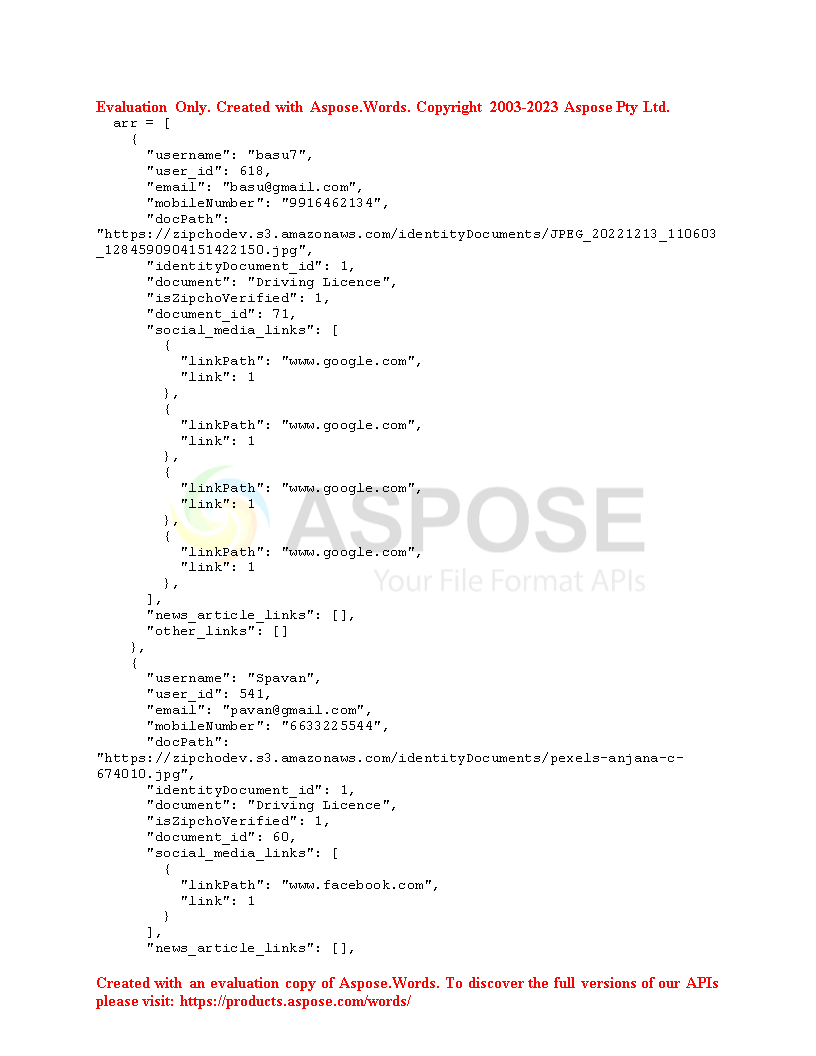 Evaluation Only. Created with Aspose.Words. Copyright 2003-2023 Aspose Pty Ltd.
  arr = [
    {
      "username": "basu7",
      "user_id": 618,
      "email": "basu@gmail.com",
      "mobileNumber": "9916462134",
      "docPath":
"https://zipchodev.s3.amazonaws.com/identityDocuments/JPEG_20221213_110603
_1284590904151422150.jpg",
      "identityDocument_id": 1,
      "document": "Driving Licence",
      "isZipchoVerified": 1,
      "document_id": 71,
      "social_media_links": [
        {
          "linkPath": "www.google.com",
          "link": 1
        },
        {
          "linkPath": "www.google.com",
          "link": 1
        },
        {
          "linkPath": "www.google.com",
          "link": 1
        },
        {
          "linkPath": "www.google.com",
          "link": 1
        },
      ],
      "news_article_links": [],
      "other_links": []
    },
    {
      "username": "Spavan",
      "user_id": 541,
      "email": "pavan@gmail.com",
      "mobileNumber": "6633225544",
      "docPath":
"https://zipchodev.s3.amazonaws.com/identityDocuments/pexels-anjana-c-
674010.jpg",
      "identityDocument_id": 1,
      "document": "Driving Licence",
      "isZipchoVerified": 1,
      "document_id": 60,
      "social_media_links": [
        {
          "linkPath": "www.facebook.com",
          "link": 1
        }
      ],
      "news_article_links": [],
ASPOSE
Your File Format APIs
Created with an evaluation copy of Aspose.Words. To discover the full versions of our APIs
please visit: https://products.aspose.com/words/